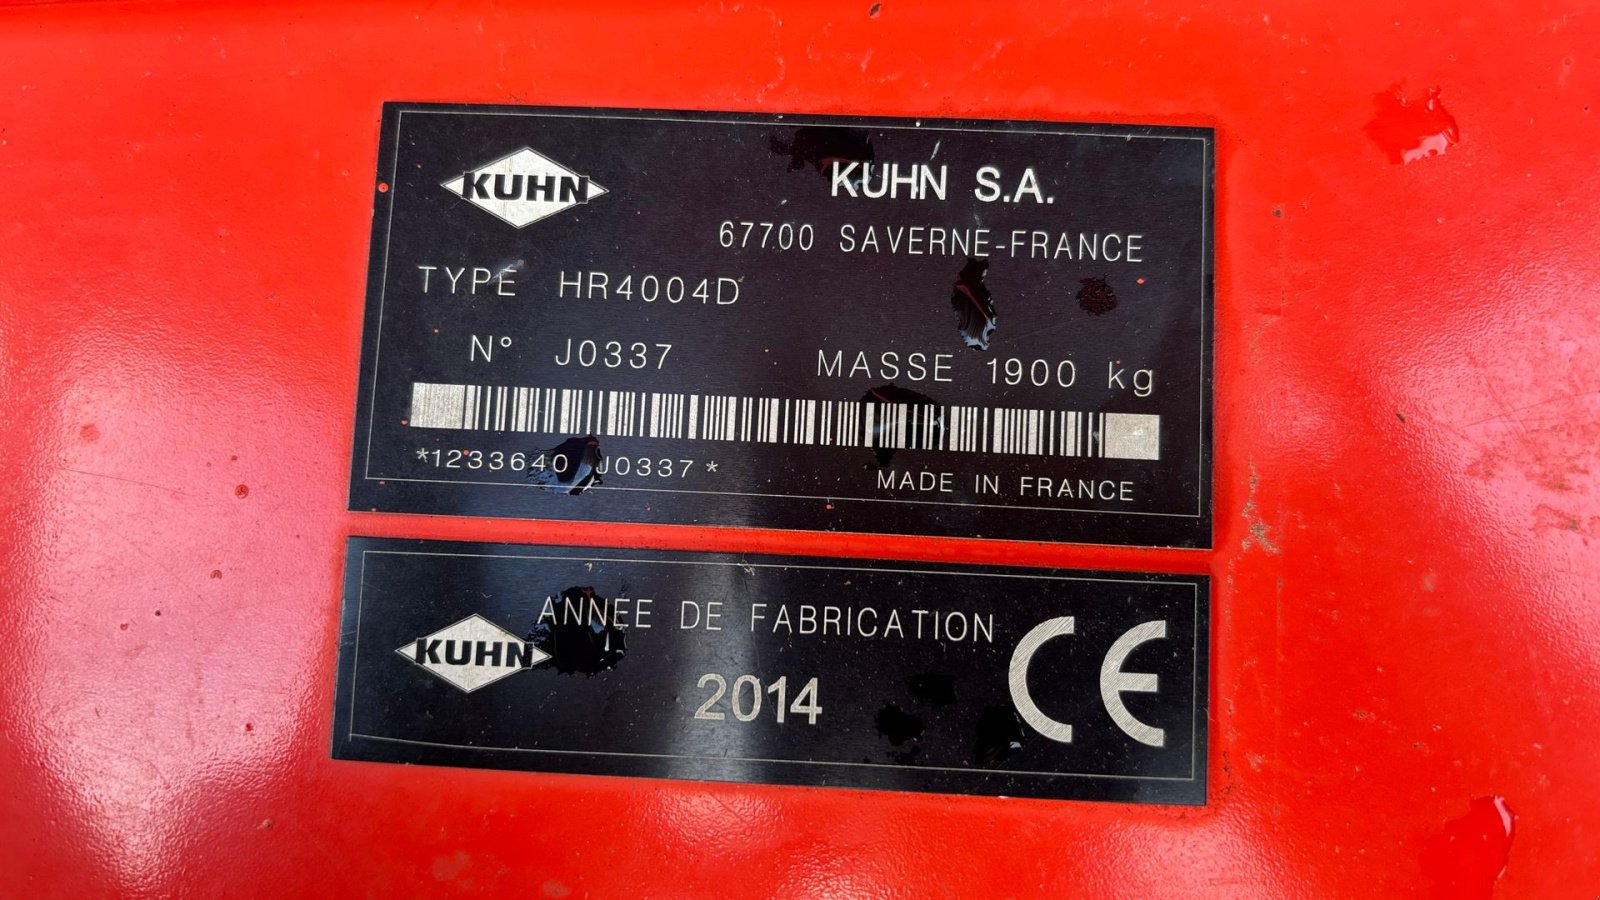 KUHN
KUHN S.A.
67700 SAVERNE-FRANCE
TYPE HR4004D
N° J0337
MASSE 1900 kg
*1233640 J0337*
MADE IN FRANCE
KUHN
ANNEE DE FABRICATION
2014
CE